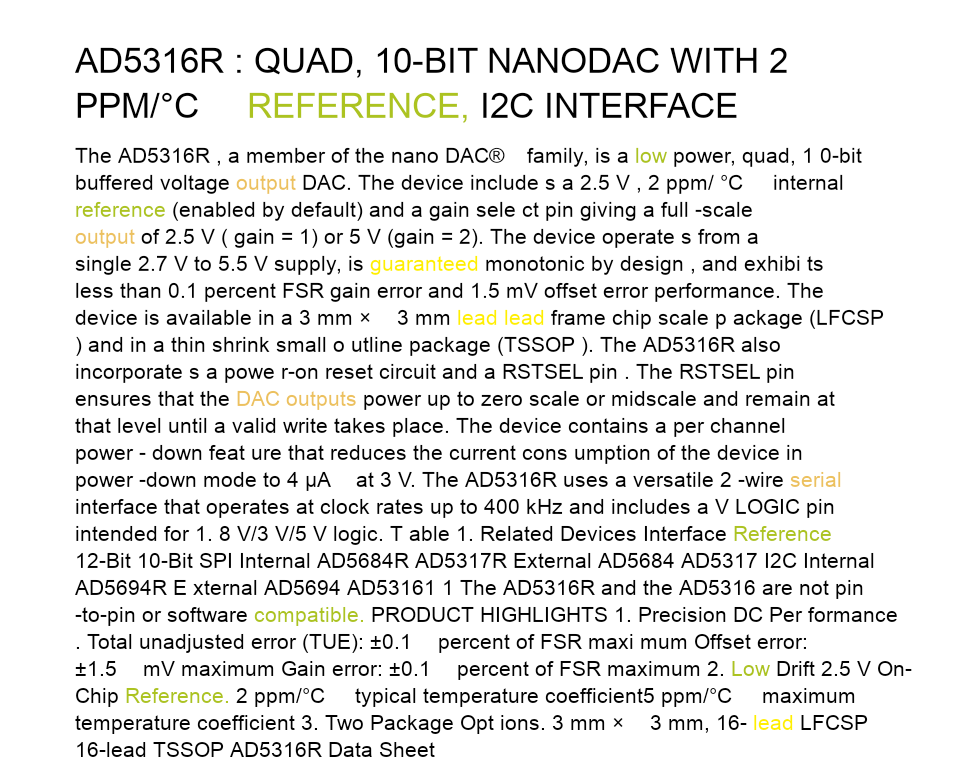 AD5316R : QUAD, 10-BIT NANODAC WITH 2
PPM/°C REFERENCE, I2C INTERFACE
The AD5316R , a member of the nano DAC® family, is a low power, quad, 1 0-bit
buffered voltage output DAC. The device include s a 2.5 V , 2 ppm/ °C internal
reference (enabled by default) and a gain sele ct pin giving a full -scale
output of 2.5 V ( gain = 1) or 5 V (gain = 2). The device operate s from a
single 2.7 V to 5.5 V supply, is guaranteed monotonic by design , and exhibi ts
less than 0.1 percent FSR gain error and 1.5 mV offset error performance. The
device is available in a 3 mm × 3 mm lead lead frame chip scale p ackage (LFCSP
) and in a thin shrink small o utline package (TSSOP ). The AD5316R also
incorporate s a powe r-on reset circuit and a RSTSEL pin . The RSTSEL pin
ensures that the DAC outputs power up to zero scale or midscale and remain at
that level until a valid write takes place. The device contains a per channel
power - down feat ure that reduces the current cons umption of the device in
power -down mode to 4 µA at 3 V. The AD5316R uses a versatile 2 -wire serial
interface that operates at clock rates up to 400 kHz and includes a V LOGIC pin
intended for 1. 8 V/3 V/5 V logic. T able 1. Related Devices Interface Reference
12-Bit 10-Bit SPI Internal AD5684R AD5317R External AD5684 AD5317 I2C Internal
AD5694R E xternal AD5694 AD53161 1 The AD5316R and the AD5316 are not pin
-to-pin or software compatible. PRODUCT HIGHLIGHTS 1. Precision DC Per formance
. Total unadjusted error (TUE): ±0.1 percent of FSR maxi mum Offset error:
±1.5 mV maximum Gain error: ±0.1 percent of FSR maximum 2. Low Drift 2.5 V On-
Chip Reference. 2 ppm/°C typical temperature coefficient5 ppm/°C maximum
temperature coefficient 3. Two Package Opt ions. 3 mm × 3 mm, 16- lead LFCSP
16-lead TSSOP AD5316R Data Sheet